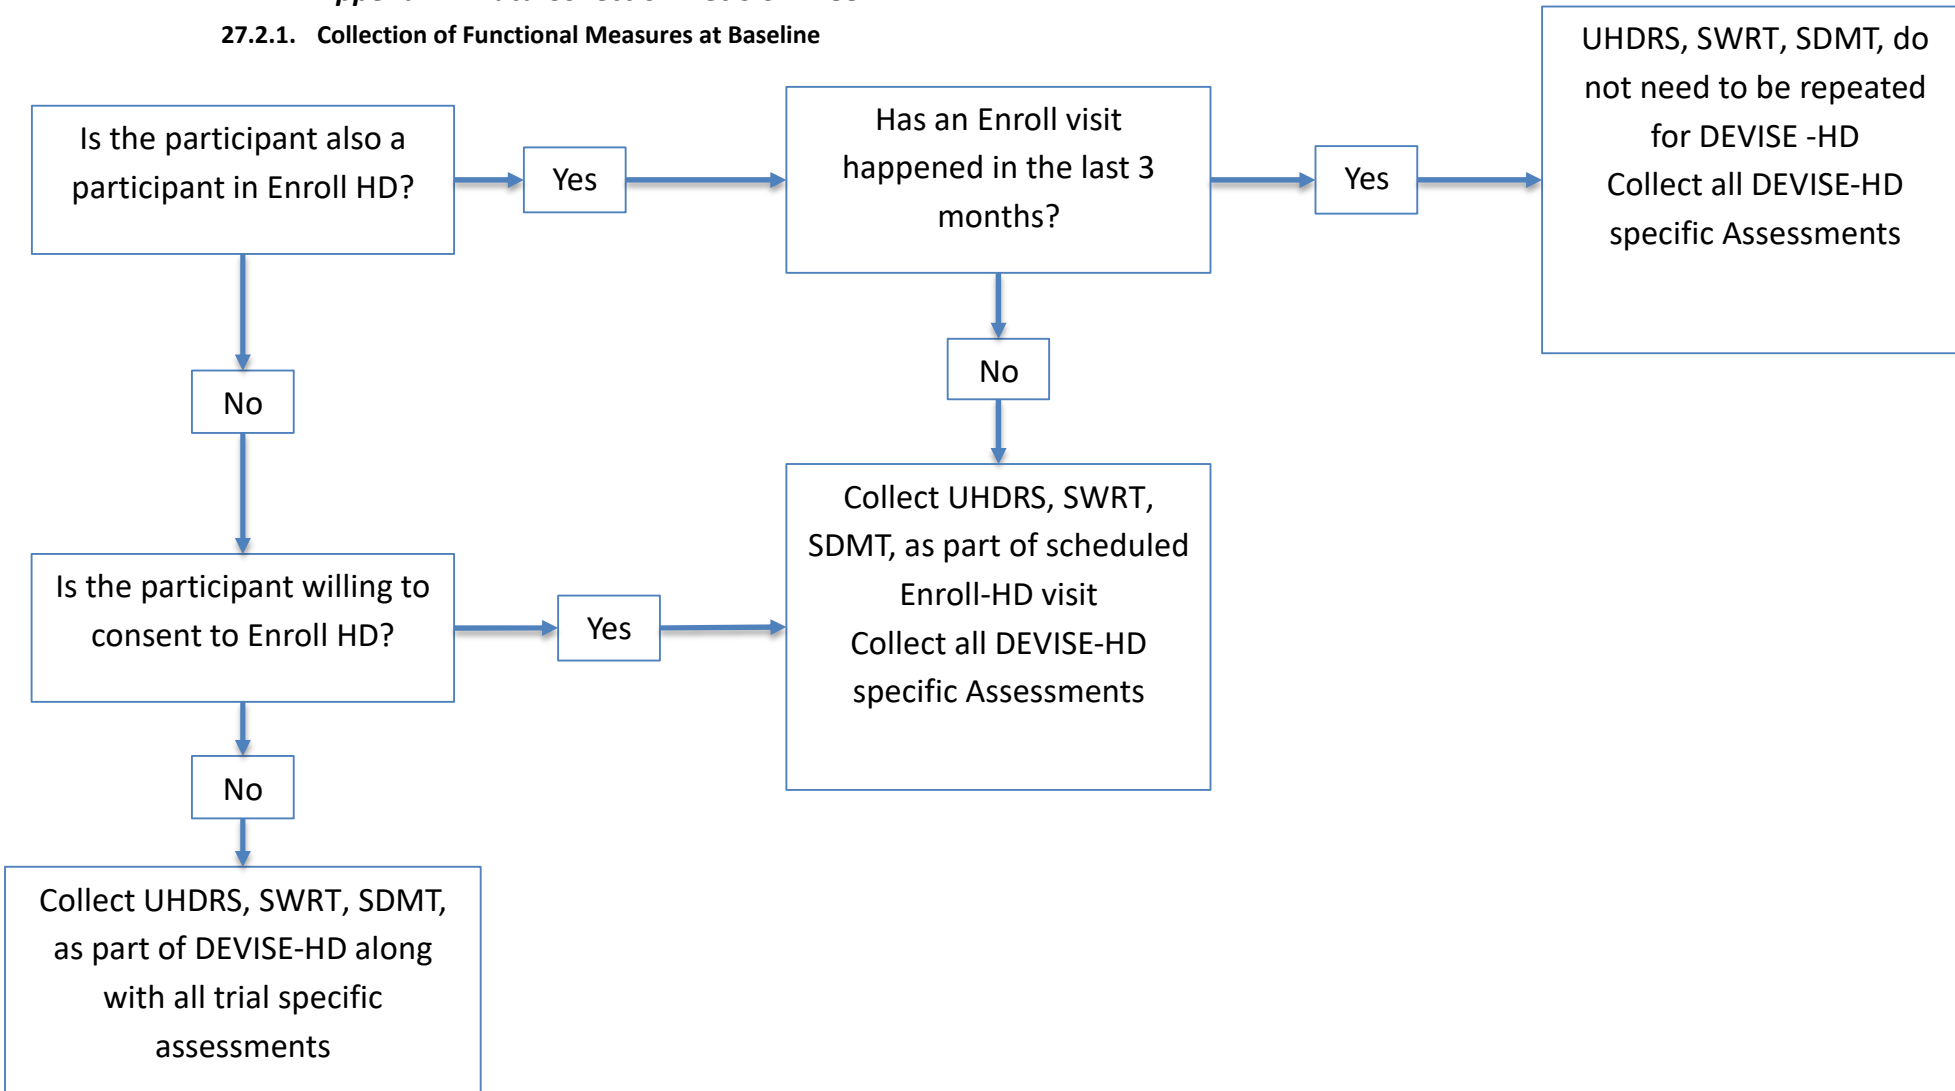 27.2.1. Collection of Functional Measures at Baseline
Is the participant also a
participant in Enroll HD?
Yes
Has an Enroll visit
happened in the last 3
months?
Yes
UHDRS, SWRT, SDMT, do
not need to be repeated
for DEVISE -HD
Collect all DEVISE-HD
specific Assessments
No
No
Is the participant willing to
consent to Enroll HD?
Yes
Collect UHDRS, SWRT,
SDMT, as part of scheduled
Enroll-HD visit
Collect all DEVISE-HD
specific Assessments
No
Collect UHDRS, SWRT, SDMT,
as part of DEVISE-HD along
with all trial specific
assessments